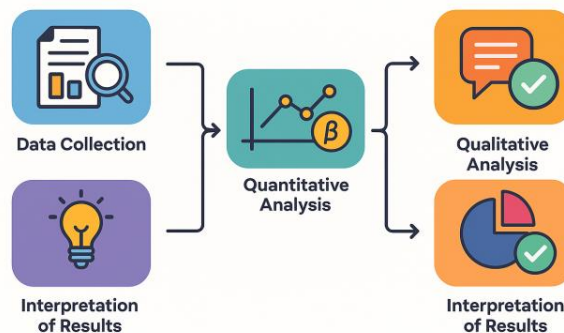 Data Collection
Interpretation
of Results
β
Quantitative
Analysis
Qualitative
Analysis
Interpretation
of Results